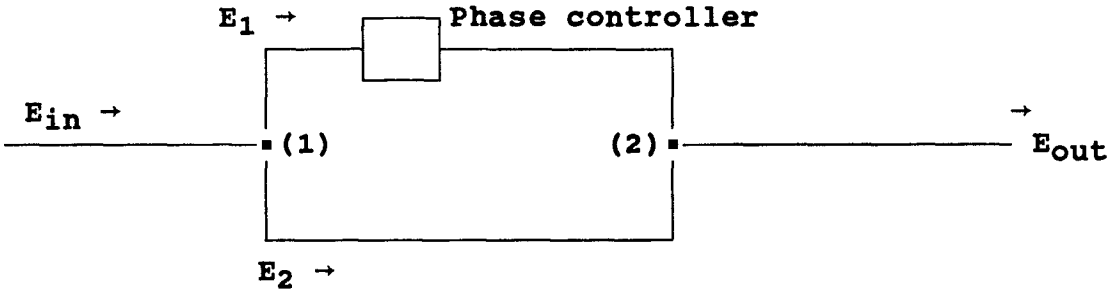 E1 → Phase controller
Ein →
(1)
(2)
→
Eout
E2 →